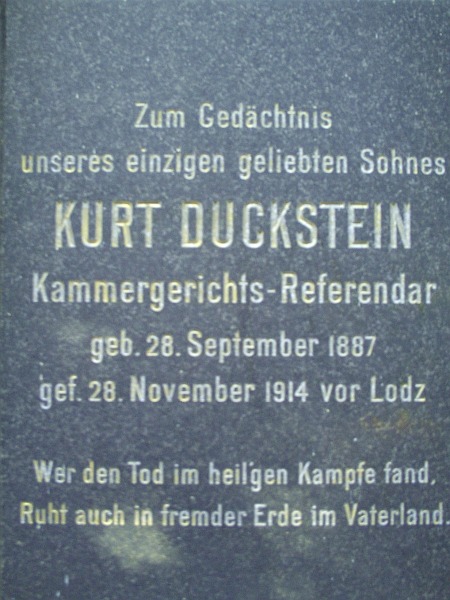 Zum Gedächtnis
unseres einzigen geliebten Sohnes
KURT DUCKSTEIN
Kammergerichts-Referendar
geb. 28. September 1887
gef. 28. November 1914 vor Lodz
Wer den Tod im heil'gen Kampfe fand,
Ruht auch in fremder Erde im Vaterland.